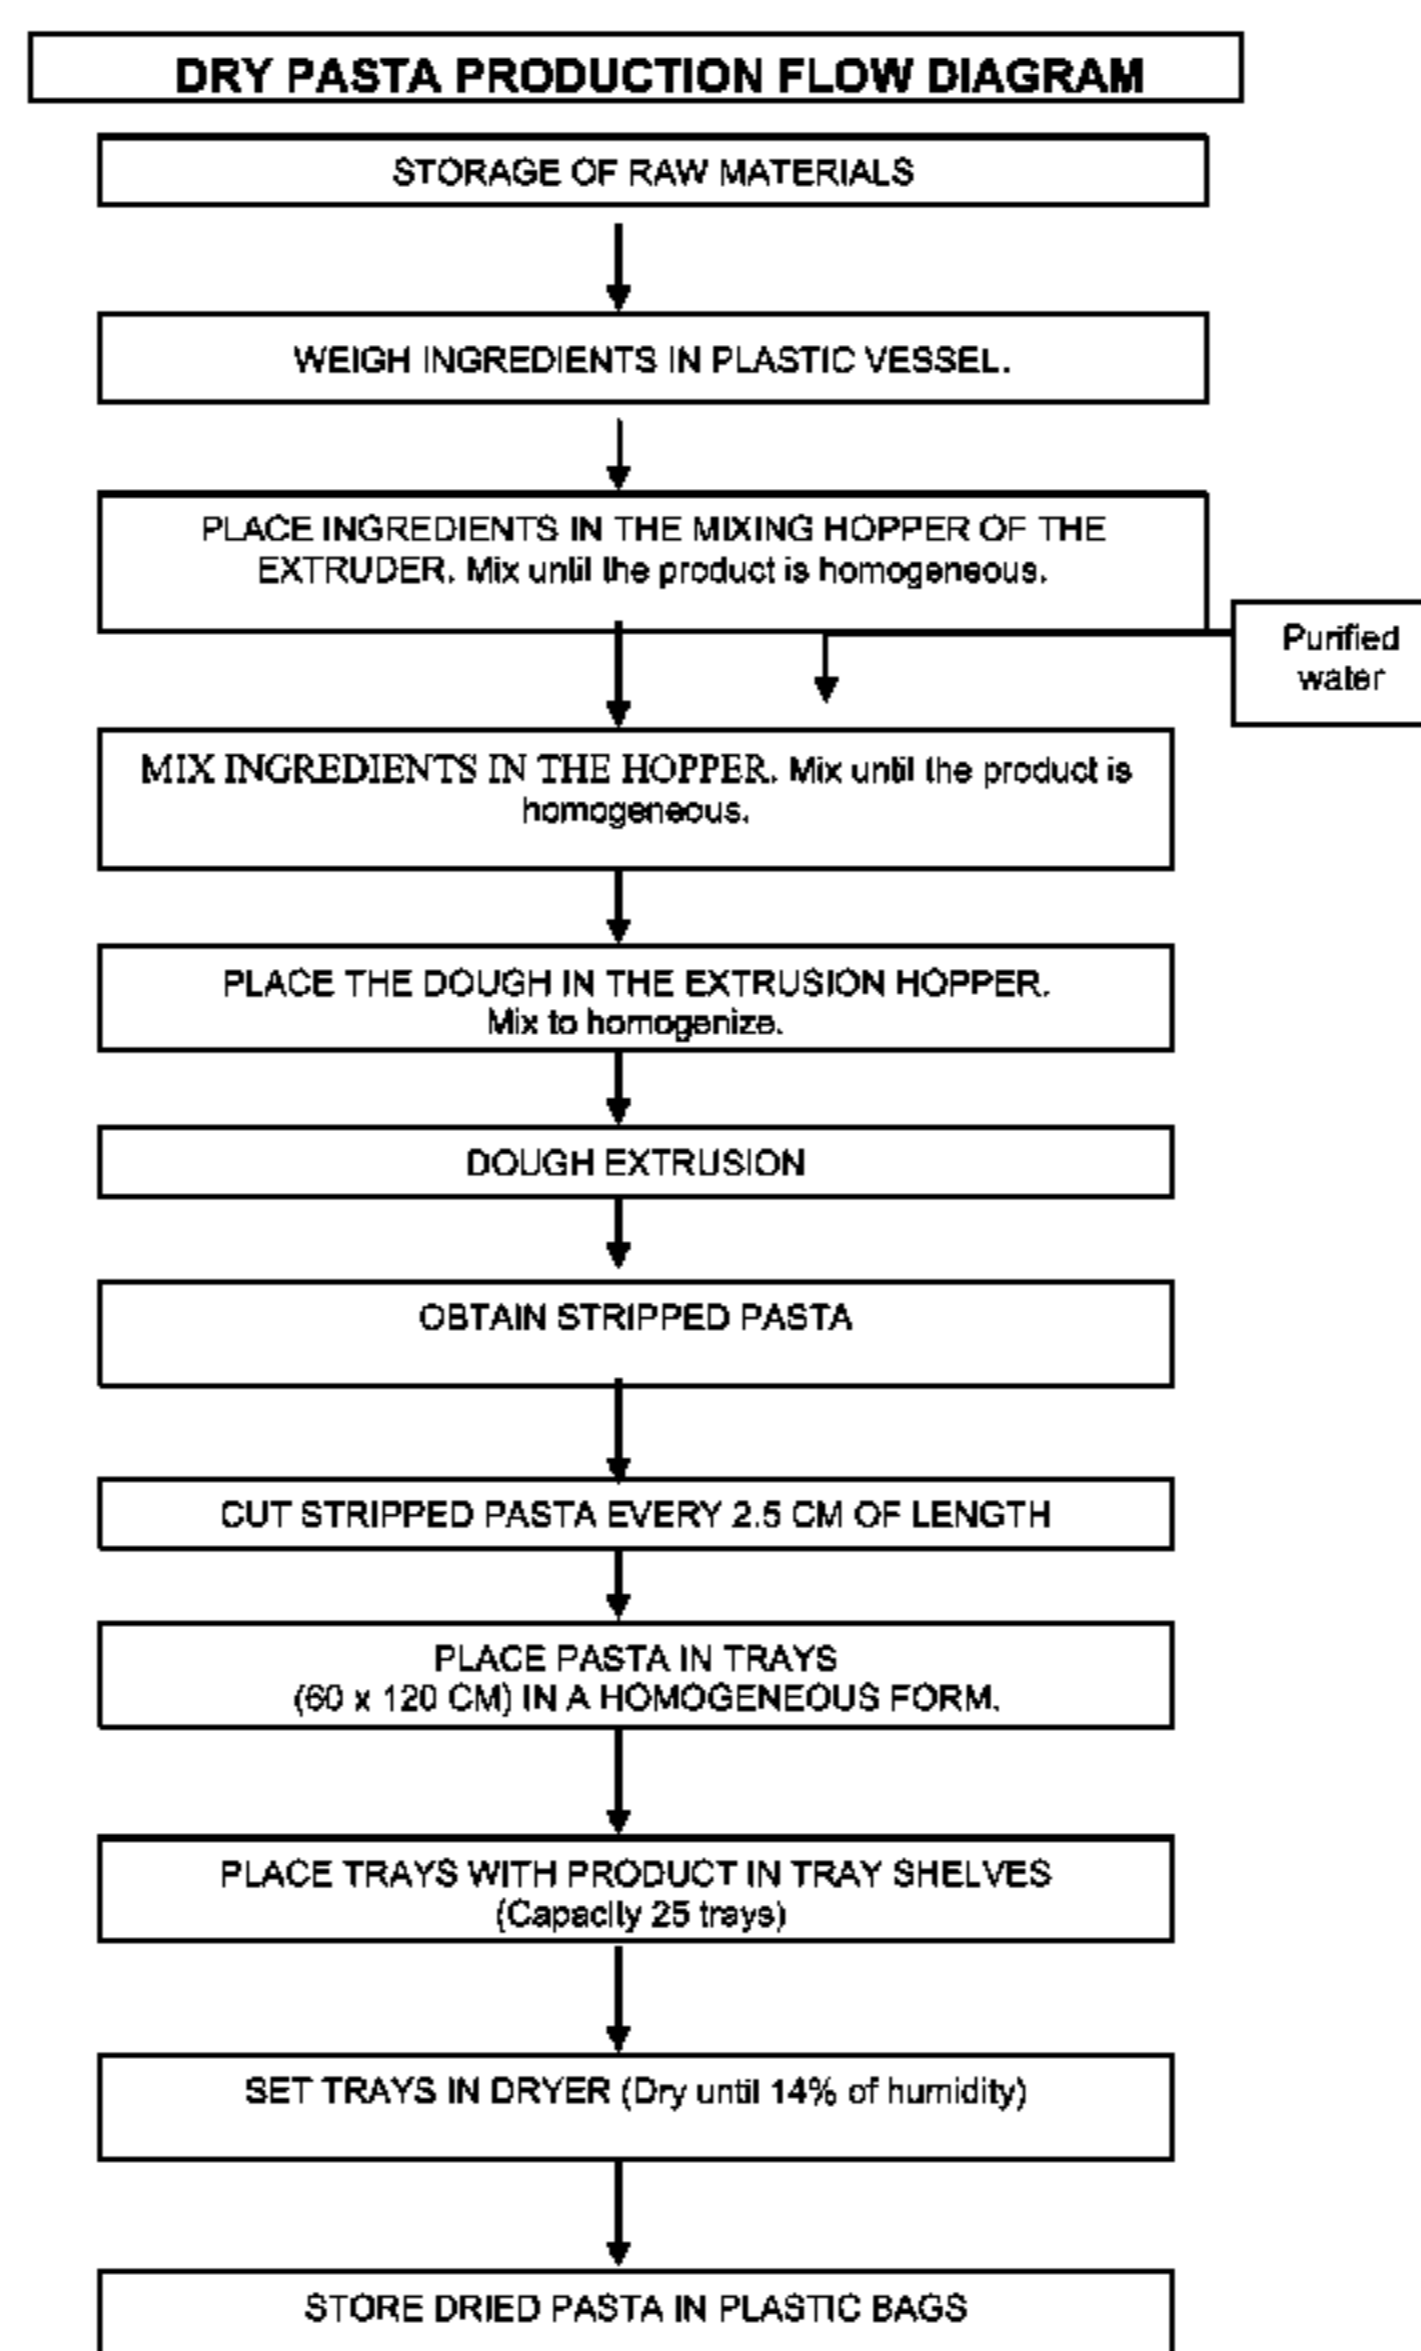 DRY PASTA PRODUCTION FLOW DIAGRAM
STORAGE OF RAW MATERIALS
WEIGH INGREDIENTS IN PLASTIC VESSEL.
PLACE INGREDIENTS IN THE MIXING HOPPER OF THE
EXTRUDER. Mix until the product is homogeneous.
Purified
water
MIX INGREDIENTS IN THE HOPPER. Mix until the product is
homogeneous.
PLACE THE DOUGH IN THE EXTRUSION HOPPER.
Mix to homogenize.
DOUGH EXTRUSION
OBTAIN STRIPPED PASTA
CUT STRIPPED PASTA EVERY 2.5 CM OF LENGTH
PLACE PASTA IN TRAYS
(60 x 120 CM) IN A HOMOGENEOUS FORM.
PLACE TRAYS WITH PRODUCT IN TRAY SHELVES
(Capacity 25 trays)
SET TRAYS IN DRYER (Dry until 14% of humidity)
STORE DRIED PASTA IN PLASTIC BAGS